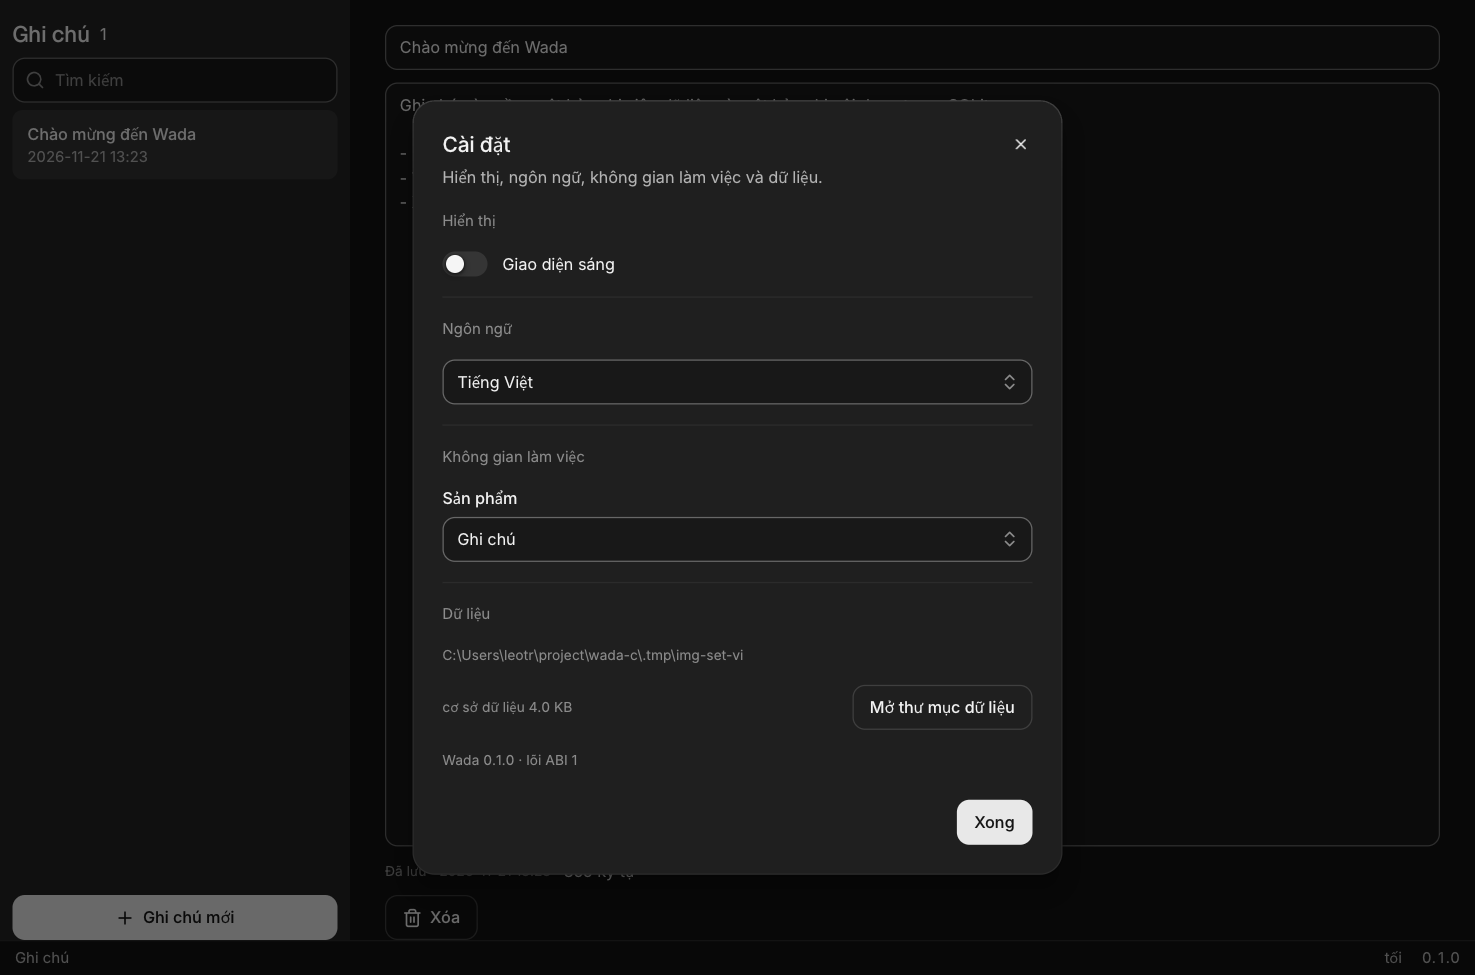 Ghi chú 1
Tìm kiếm
Chào mừng đến Wada
2026-11-21 13:23
Ghi chú mới
Chào mừng đến Wada
Cài đặt
Hiển thị, ngôn ngữ, không gian làm việc và dữ liệu.
Hiển thị
Giao diện sáng
Ngôn ngữ
Tiếng Việt
Không gian làm việc
Sản phẩm
Ghi chú
Dữ liệu
C:\Users\leotr\project\wada-c\.tmp\img-set-vi
cơ sở dữ liệu 4.0 KB
Mở thư mục dữ liệu
Wada 0.1.0 · lõi ABI 1
Xong
Đã lưu
Xóa
Ghi chú
tối 0.1.0